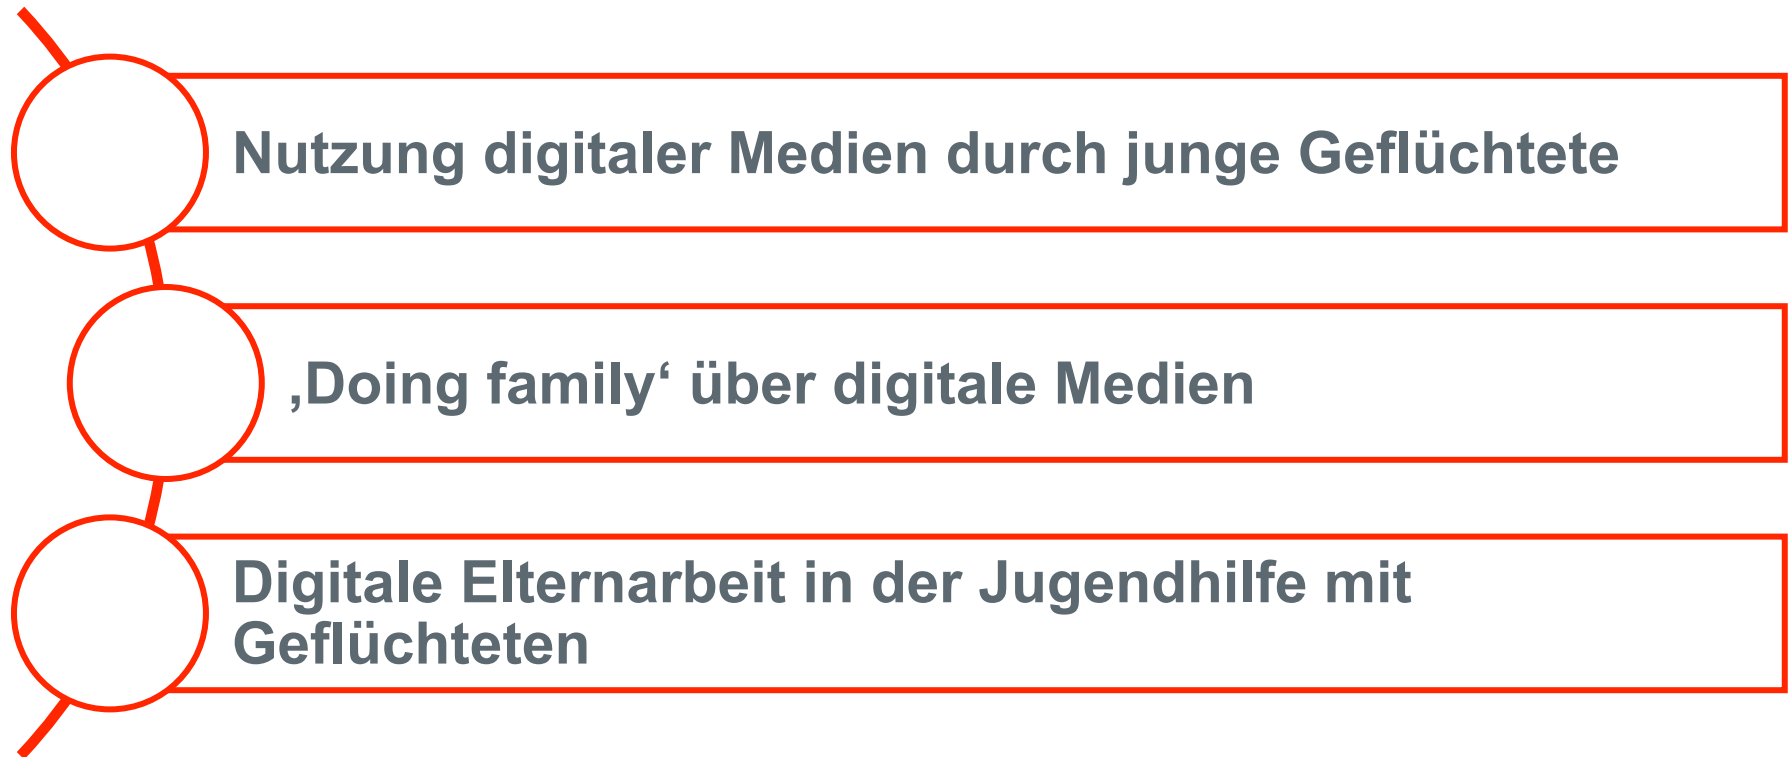 Nutzung digitaler Medien durch junge Geflüchtete
‚Doing family‘ über digitale Medien
Digitale Elternarbeit in der Jugendhilfe mit
Geflüchteten